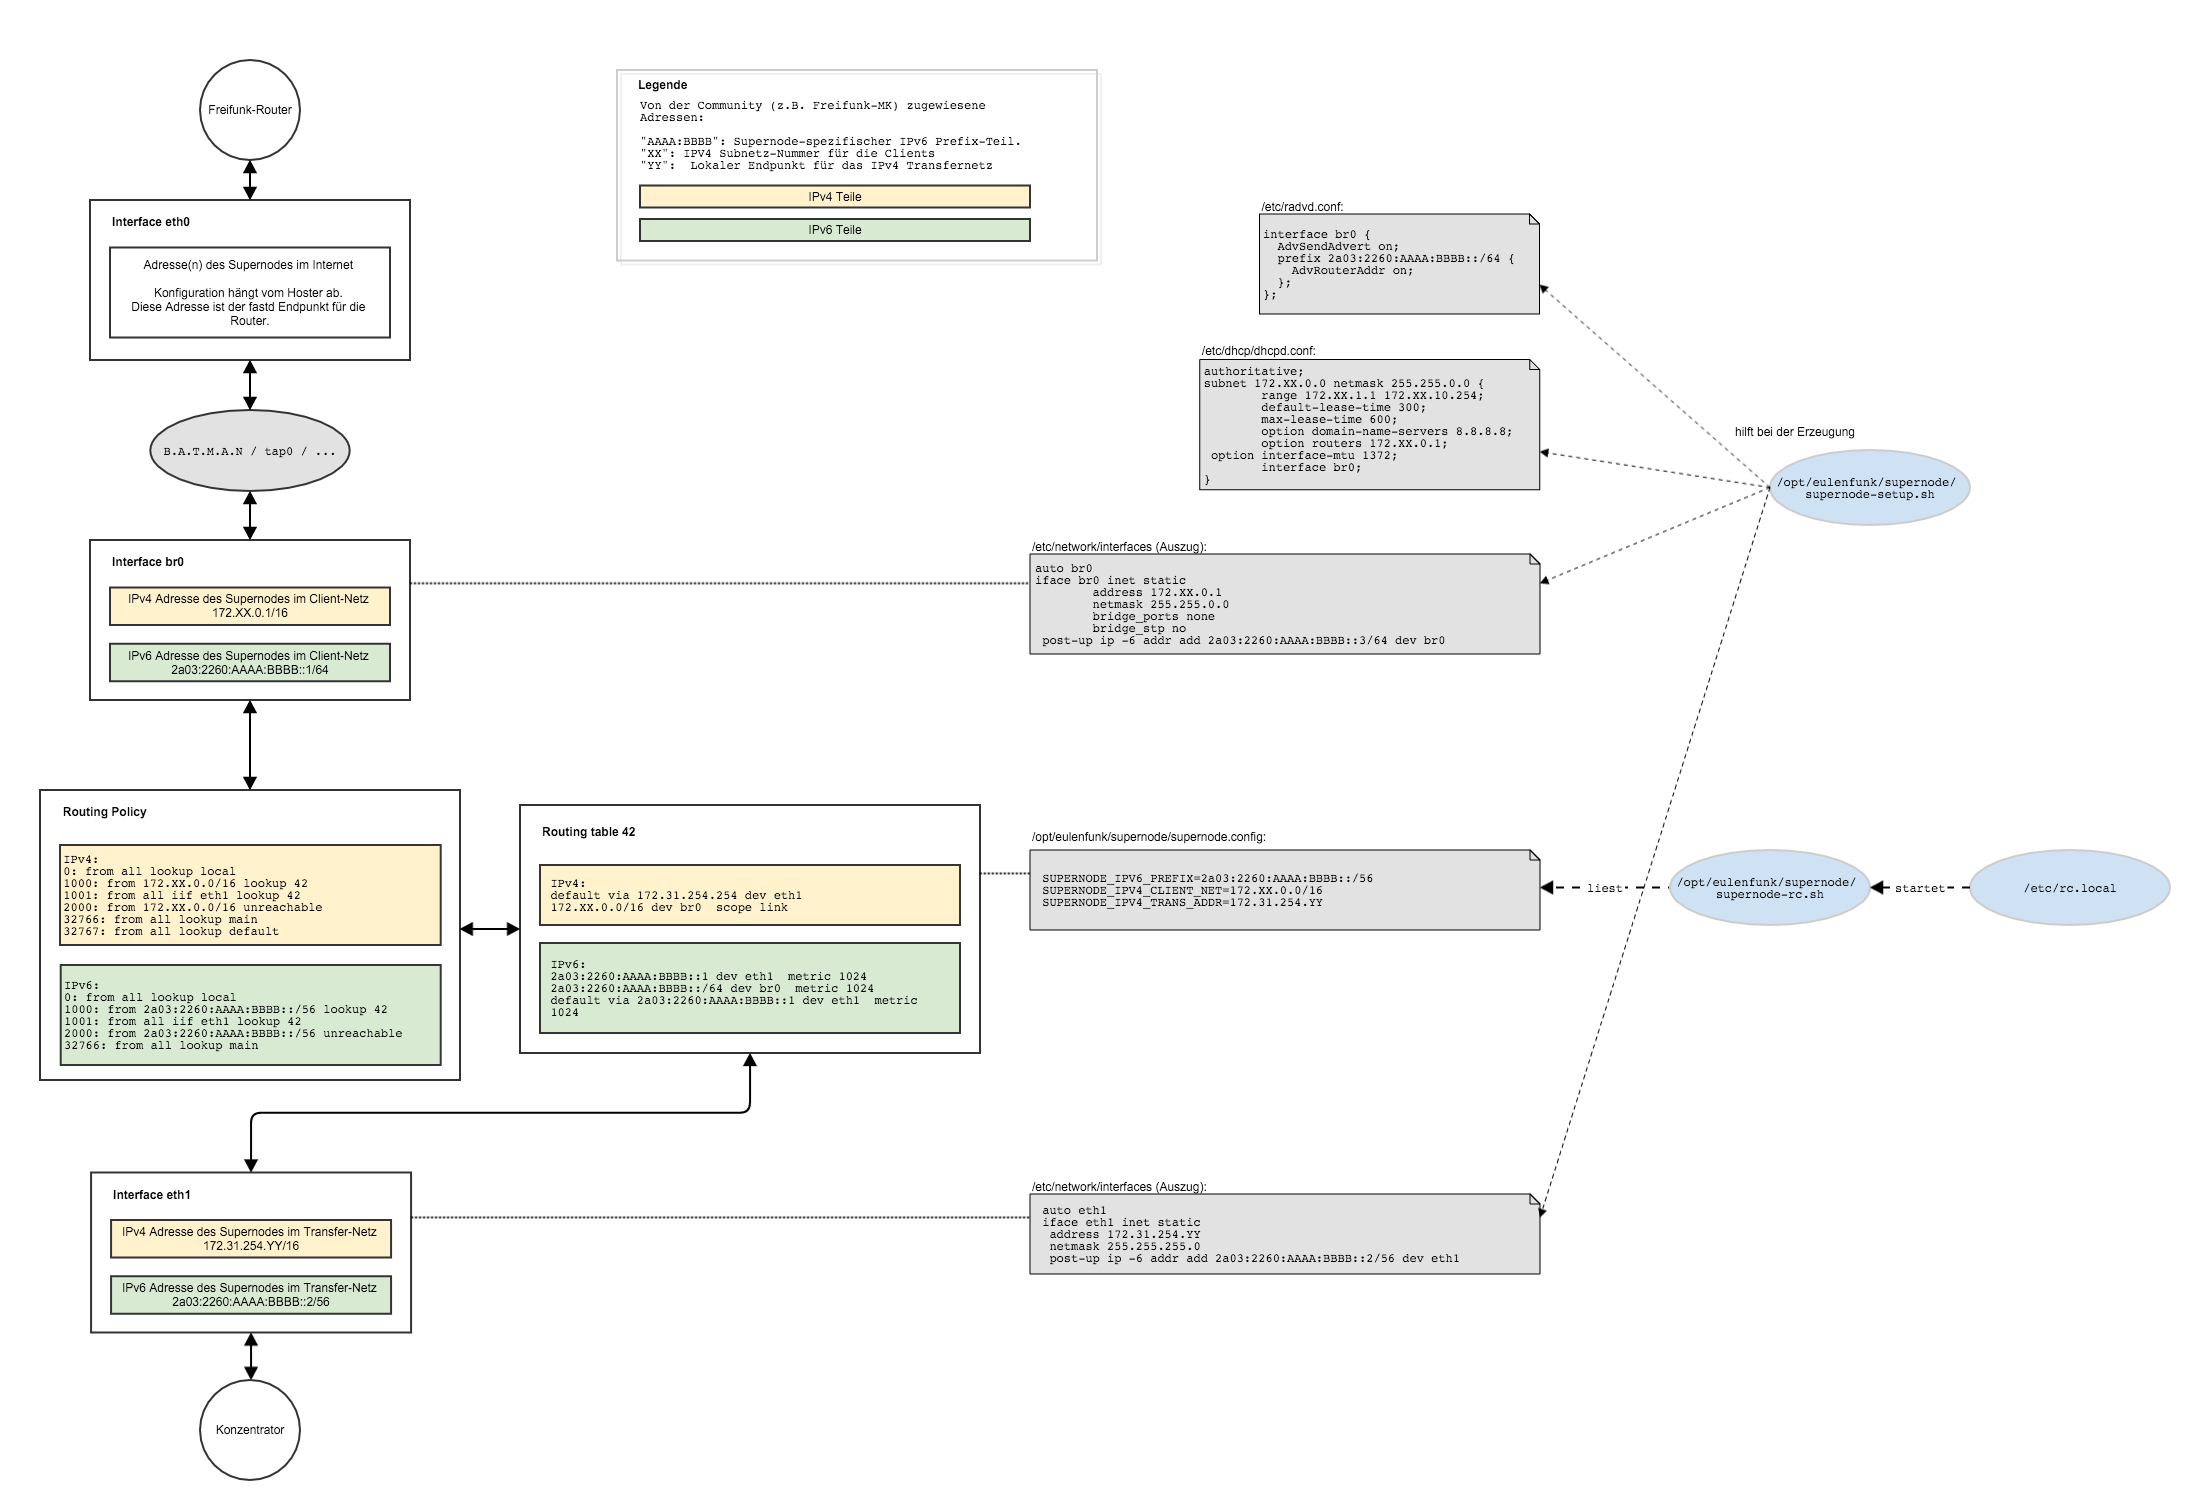 Freifunk-Router
Interface eth0
Adresse(n) des Supernodes im Internet
Konfiguration hängt vom Hoster ab.
Diese Adresse ist der fastd Endpunkt für die
Router.
B.A.T.M.A.N / tap0 / ...
Interface br0
IPv4 Adresse des Supernodes im Client-Netz
172.XX.0.1/16
IPv6 Adresse des Supernodes im Client-Netz
2a03:2260:AAAA:BBBB::1/64
Routing Policy
IPv4:
0: from all lookup local
1000: from 172.XX.0.0/16 lookup 42
1001: from all iif eth1 lookup 42
2000: from 172.XX.0.0/16 unreachable
32766: from all lookup main
32767: from all lookup default
IPv6:
0: from all lookup local
1000: from 2a03:2260:AAAA:BBBB::/56 lookup 42
1001: from all iif eth1 lookup 42
2000: from 2a03:2260:AAAA:BBBB::/56 unreachable
32766: from all lookup main
Routing table 42
IPv4:
default via 172.31.254.254 dev eth1
172.XX.0.0/16 dev br0  scope link
IPv6:
2a03:2260:AAAA:BBBB::1 dev eth1  metric 1024
2a03:2260:AAAA:BBBB::/64 dev br0  metric 1024
default via 2a03:2260:AAAA:BBBB::1 dev eth1  metric
1024
Interface eth1
IPv4 Adresse des Supernodes im Transfer-Netz
172.31.254.YY/16
IPv6 Adresse des Supernodes im Transfer-Netz
2a03:2260:AAAA:BBBB::2/56
Konzentrator
Legende
Von der Community (z.B. Freifunk-MK) zugewiesene
Adressen:
"AAAA:BBBB": Supernode-spezifischer IPv6 Prefix-Teil.
"XX": IPV4 Subnetz-Nummer für die Clients
"YY":  Lokaler Endpunkt für das IPv4 Transfernetz
IPv4 Teile
IPv6 Teile
/etc/radvd.conf:
interface br0 {
  AdvSendAdvert on;
  prefix 2a03:2260:AAAA:BBBB::/64 {
    AdvRouterAddr on;
  };
};
/etc/dhcp/dhcpd.conf:
authoritative;
subnet 172.XX.0.0 netmask 255.255.0.0 {
        range 172.XX.1.1 172.XX.10.254;
        default-lease-time 300;
        max-lease-time 600;
        option domain-name-servers 8.8.8.8;
        option routers 172.XX.0.1;
 option interface-mtu 1372;
        interface br0;
}
/etc/network/interfaces (Auszug):
auto br0
iface br0 inet static
        address 172.XX.0.1
        netmask 255.255.0.0
        bridge_ports none
        bridge_stp no
 post-up ip -6 addr add 2a03:2260:AAAA:BBBB::3/64 dev br0
/opt/eulenfunk/supernode/supernode.config:
SUPERNODE_IPV6_PREFIX=2a03:2260:AAAA:BBBB::/56
SUPERNODE_IPV4_CLIENT_NET=172.XX.0.0/16
SUPERNODE_IPV4_TRANS_ADDR=172.31.254.YY
/etc/network/interfaces (Auszug):
auto eth1
iface eth1 inet static
 address 172.31.254.YY
 netmask 255.255.255.0
 post-up ip -6 addr add 2a03:2260:AAAA:BBBB::2/56 dev eth1
hilft bei der Erzeugung
/opt/eulenfunk/supernode/
supernode-setup.sh
liest
/opt/eulenfunk/supernode/
supernode-rc.sh
startet
/etc/rc.local